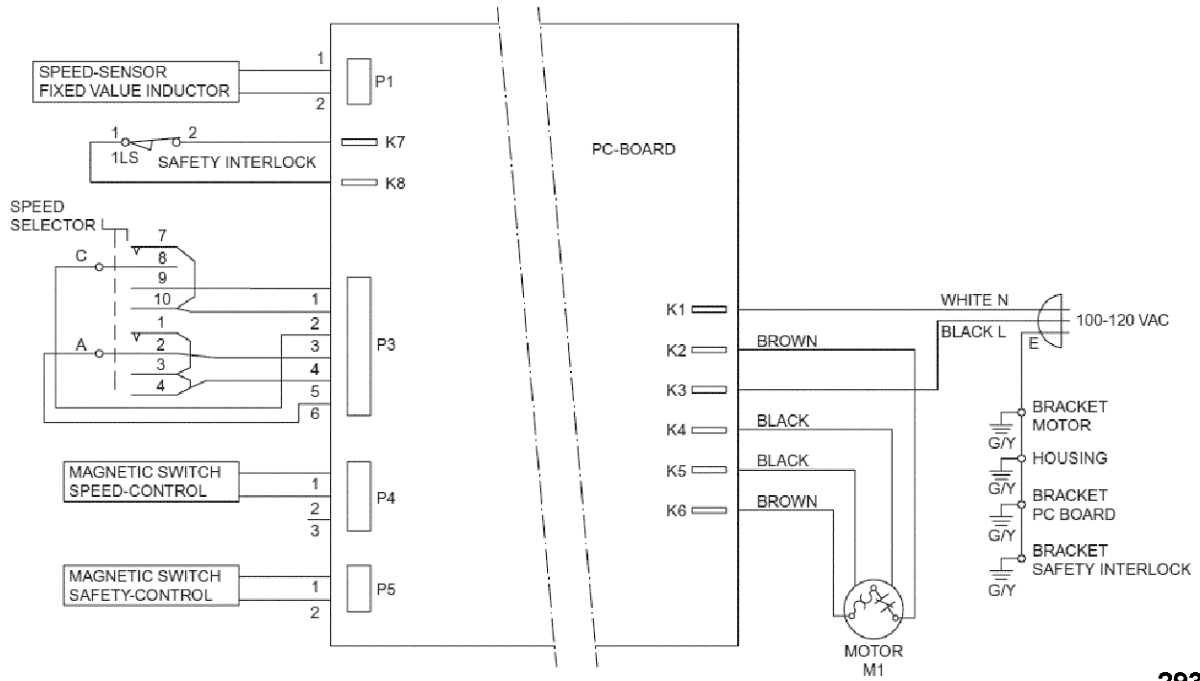 SPEED-SENSOR
FIXED VALUE INDUCTOR
1
2
P1
1
2
1LS
SAFETY INTERLOCK
K7
K8
PC-BOARD
SPEED
SELECTOR
C
7
8
9
10
A
1
2
3
4
1
2
3
4
5
6
P3
MAGNETIC SWITCH
SPEED-CONTROL
1
2
3
P4
MAGNETIC SWITCH
SAFETY-CONTROL
1
2
P5
K1
K2
K3
K4
K5
K6
WHITE N
BLACK L
BROWN
BLACK
BLACK
BROWN
E
100-120 VAC
BRACKET
MOTOR
G/Y
HOUSING
G/Y
BRACKET
PC BOARD
G/Y
BRACKET
SAFETY INTERLOCK
G/Y
MOTOR
M1